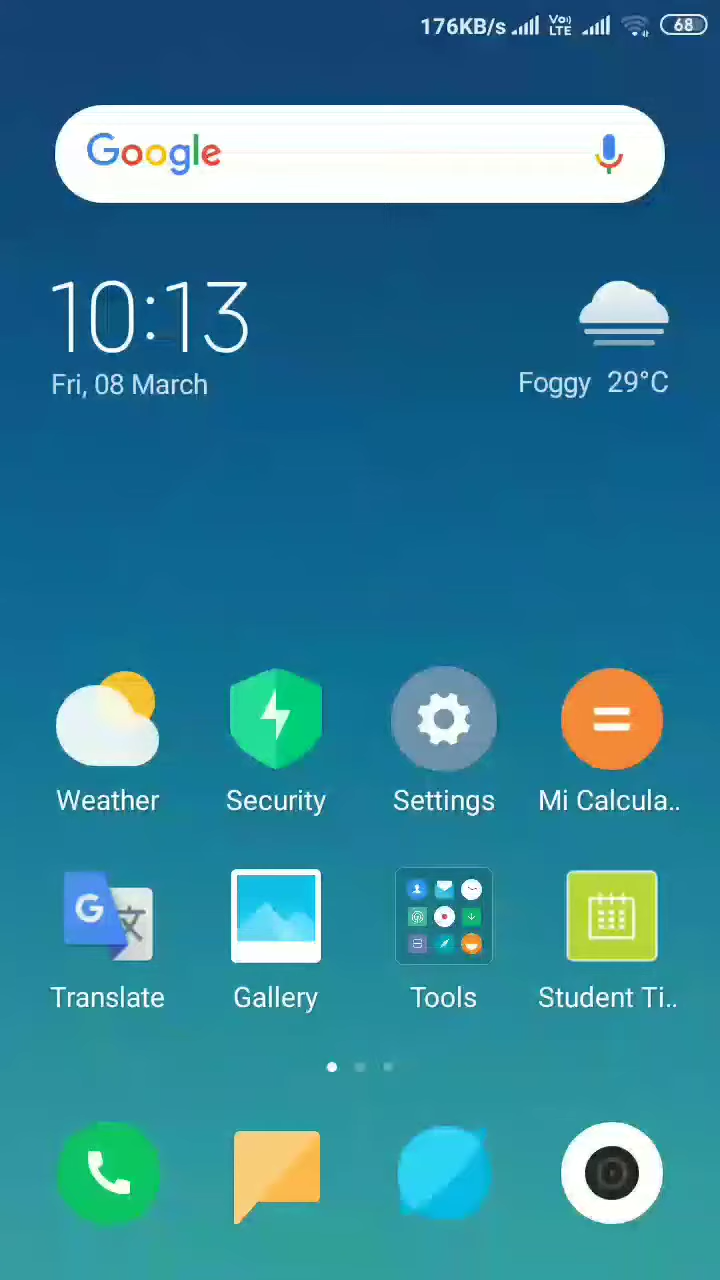 176KB/s Vo) LTE 68
Google
10:13
Fri, 08 March
Foggy 29°C
Weather Security Settings Mi Calcula..
G 文
Translate Gallery Tools Student Ti..